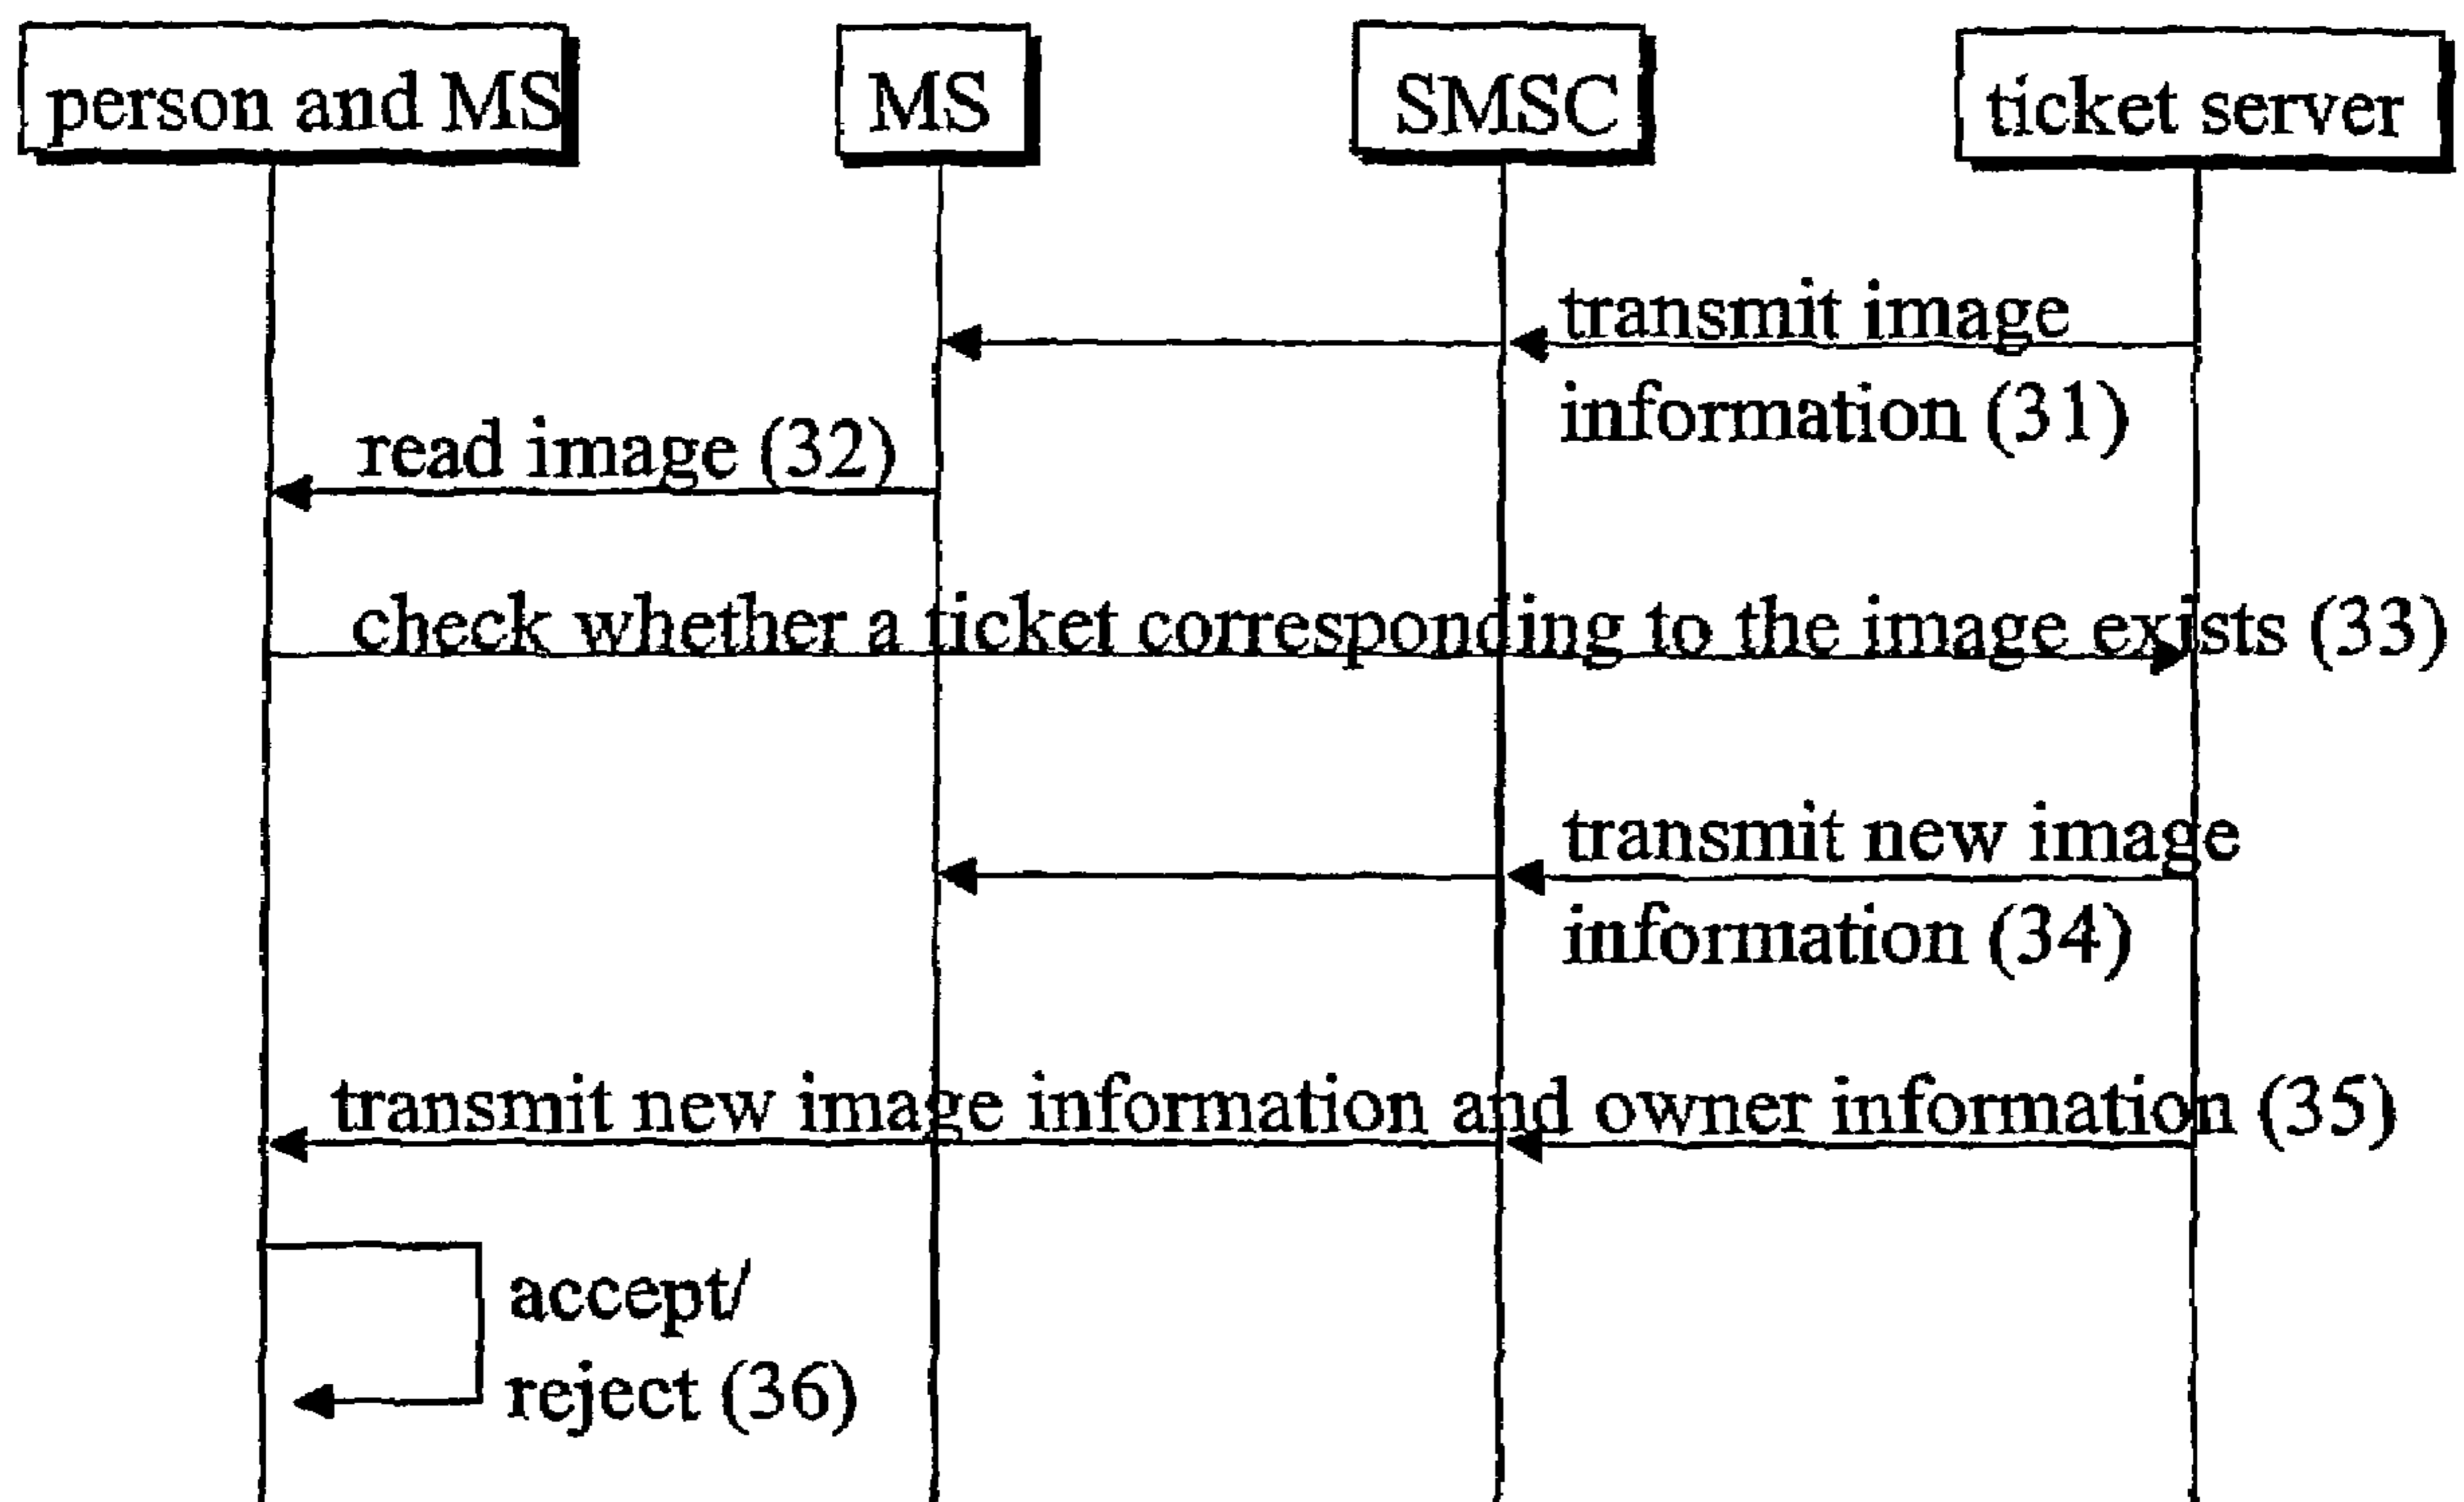 person and MS
MS
SMSC
ticket server
transmit image
information (31)
read image (32)
check whether a ticket corresponding to the image exists (33)
transmit new image
information (34)
transmit new image information and owner information (35)
accept/
reject (36)